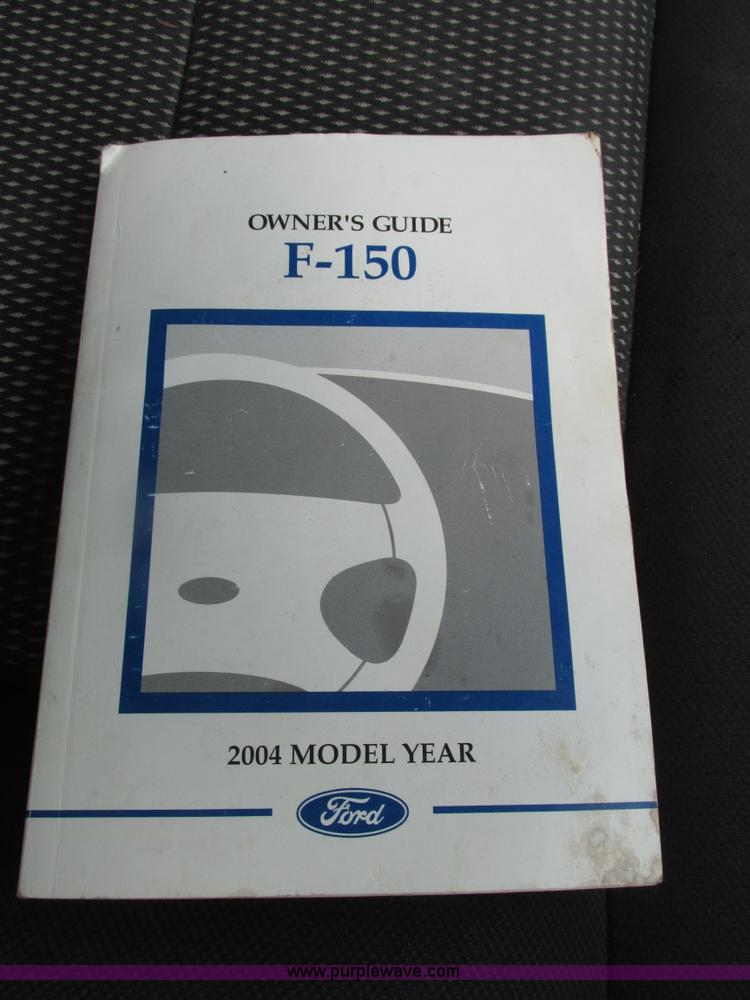 OWNER'S GUIDE
F-150
2004 MODEL YEAR
Ford
www.purplewave.com